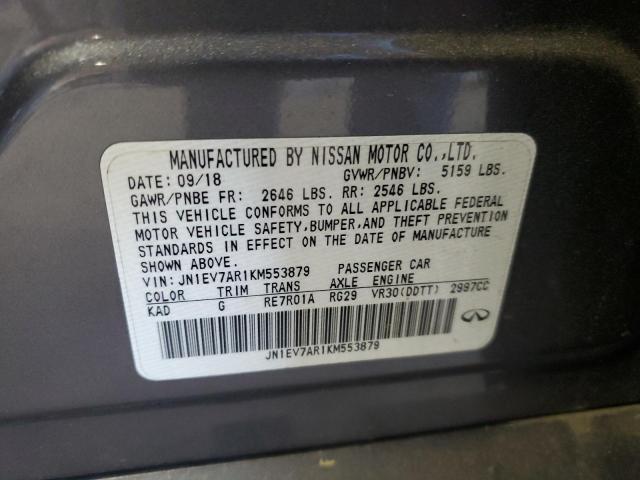 MANUFACTURED BY NISSAN MOTOR CO.,LTD.
DATE: 09/18 GVWR/PNBV: 5159 LBS.
GAWR/PNBE FR: 2646 LBS. RR: 2546 LBS.
THIS VEHICLE CONFORMS TO ALL APPLICABLE FEDERAL
MOTOR VEHICLE SAFETY,BUMPER,AND THEFT PREVENTION
STANDARDS IN EFFECT ON THE DATE OF MANUFACTURE
SHOWN ABOVE.
VIN: JN1EV7AR1KM553879 PASSENGER CAR
COLOR TRIM TRANS AXLE ENGINE
KAD G RE7R01A RG29 VR30(DDTT) 2997CC
JN1EV7AR1KM553879